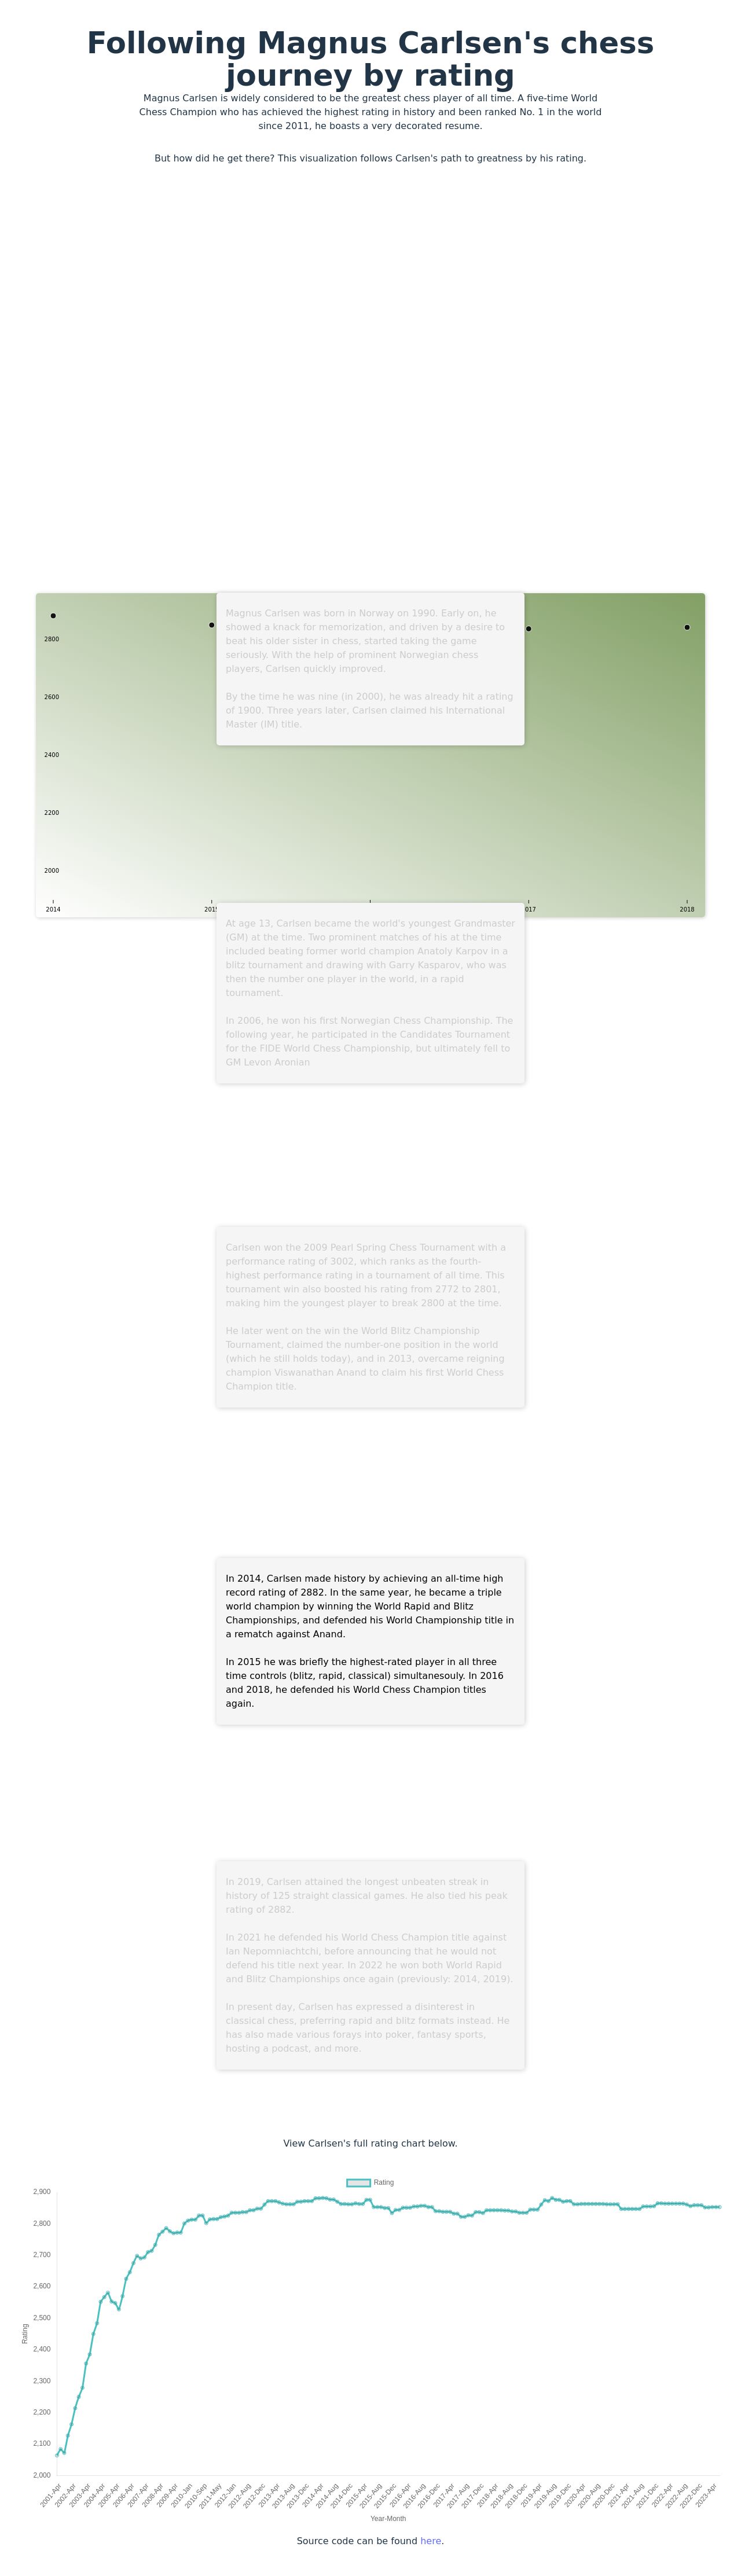 Following Magnus Carlsen's chess
journey by rating
Magnus Carlsen is widely considered to be the greatest chess player of all time. A five-time World
Chess Champion who has achieved the highest rating in history and been ranked No. 1 in the world
since 2011, he boasts a very decorated resume.
But how did he get there? This visualization follows Carlsen's path to greatness by his rating.
Magnus Carlsen was born in Norway on 1990. Early on, he
showed a knack for memorization, and driven by a desire to
beat his older sister in chess, started taking the game
seriously. With the help of prominent Norwegian chess
players, Carlsen quickly improved.
By the time he was nine (in 2000), he was already hit a rating
of 1900. Three years later, Carlsen claimed his International
Master (IM) title.
2800
2600
2400
2200
2000
2014
201
017
2018
At age 13, Carlsen became the world's youngest Grandmaster
(GM) at the time. Two prominent matches of his at the time
included beating former world champion Anatoly Karpov in a
blitz tournament and drawing with Garry Kasparov, who was
then the number one player in the world, in a rapid
tournament.
In 2006, he won his first Norwegian Chess Championship. The
following year, he participated in the Candidates Tournament
for the FIDE World Chess Championship, but ultimately fell to
GM Levon Aronian
Carlsen won the 2009 Pearl Spring Chess Tournament with a
performance rating of 3002, which ranks as the fourth-
highest performance rating in a tournament of all time. This
tournament win also boosted his rating from 2772 to 2801,
making him the youngest player to break 2800 at the time.
He later went on the win the World Blitz Championship
Tournament, claimed the number-one position in the world
(which he still holds today), and in 2013, overcame reigning
champion Viswanathan Anand to claim his first World Chess
Champion title.
In 2014, Carlsen made history by achieving an all-time high
record rating of 2882. In the same year, he became a triple
world champion by winning the World Rapid and Blitz
Championships, and defended his World Championship title in
a rematch against Anand.
In 2015 he was briefly the highest-rated player in all three
time controls (blitz, rapid, classical) simultanesouly. In 2016
and 2018, he defended his World Chess Champion titles
again.
In 2019, Carlsen attained the longest unbeaten streak in
history of 125 straight classical games. He also tied his peak
rating of 2882.
In 2021 he defended his World Chess Champion title against
Ian Nepomniachtchi, before announcing that he would not
defend his title next year. In 2022 he won both World Rapid
and Blitz Championships once again (previously: 2014, 2019).
In present day, Carlsen has expressed a disinterest in
classical chess, preferring rapid and blitz formats instead. He
has also made various forays into poker, fantasy sports,
hosting a podcast, and more.
View Carlsen's full rating chart below.
Rating
2,900
2,800
2,700
2,600
2,500
2,400
2,300
2,200
2,100
2,000
Rating
2001-Apr
2002-Apr
2003-Apr
2004-Apr
2005-Apr
2006-Apr
2007-Apr
2008-Apr
2009-Apr
2010-Jan
2010-Sep
2011-May
2012-Jan
2012-Aug
2012-Dec
2013-Apr
2013-Aug
2013-Dec
2014-Apr
2014-Aug
2014-Dec
2015-Apr
2015-Aug
2015-Dec
2016-Apr
2016-Aug
2016-Dec
2017-Apr
2017-Aug
2017-Dec
2018-Apr
2018-Aug
2018-Dec
2019-Apr
2019-Aug
2019-Dec
2020-Apr
2020-Aug
2020-Dec
2021-Apr
2021-Aug
2021-Dec
2022-Apr
2022-Aug
2022-Dec
2023-Apr
Year-Month
Source code can be found here.